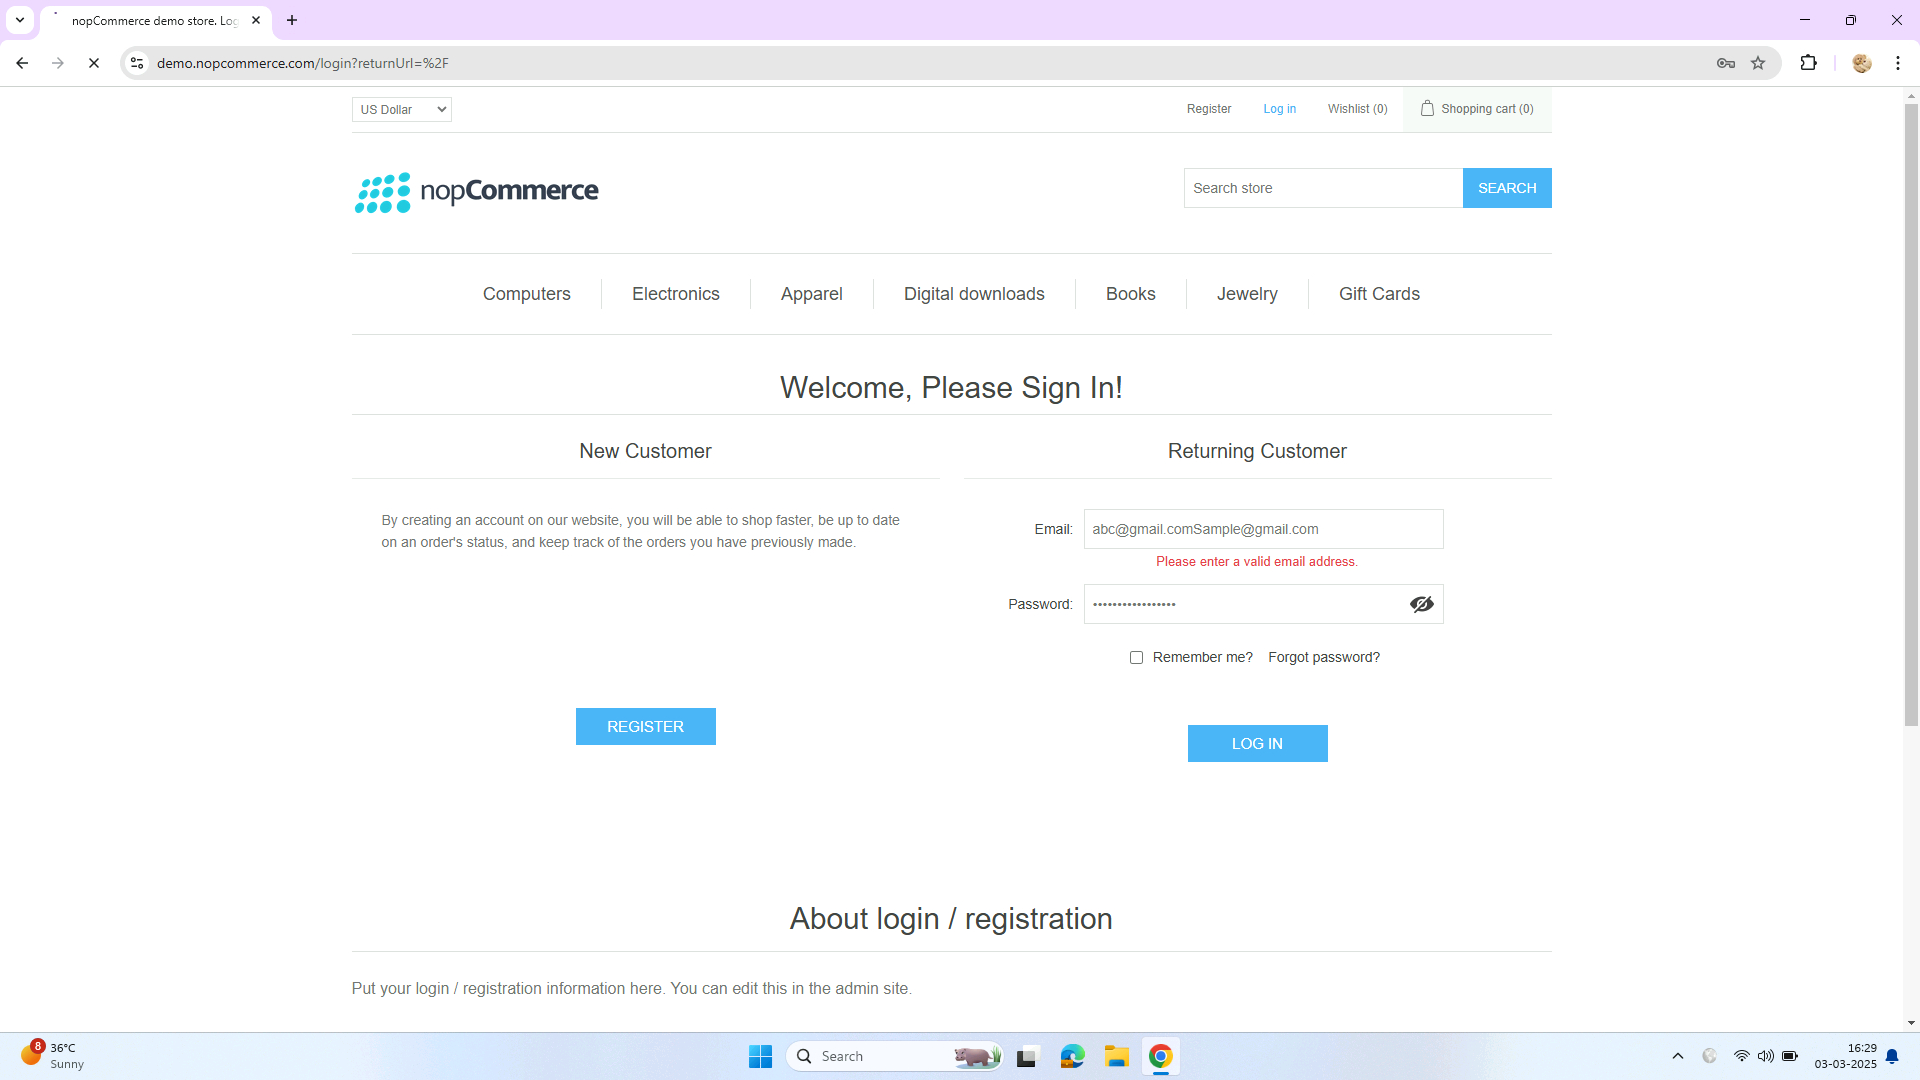 nopCommerce demo store. Log
demo.nopcommerce.com/login?returnUrl=%2F
US Dollar
Register
Log in
Wishlist (0)
Shopping cart (0)
nopCommerce
Search store
SEARCH
Computers
Electronics
Apparel
Digital downloads
Books
Jewelry
Gift Cards
Welcome, Please Sign In!
New Customer
By creating an account on our website, you will be able to shop faster, be up to date
on an order's status, and keep track of the orders you have previously made.
REGISTER
Returning Customer
Email:
abc@gmail.comSample@gmail.com
Please enter a valid email address.
Password:
•••••••••••••••••
Remember me?
Forgot password?
LOG IN
About login / registration
Put your login / registration information here. You can edit this in the admin site.
8
36°C
Sunny
Search
16:29
03-03-2025